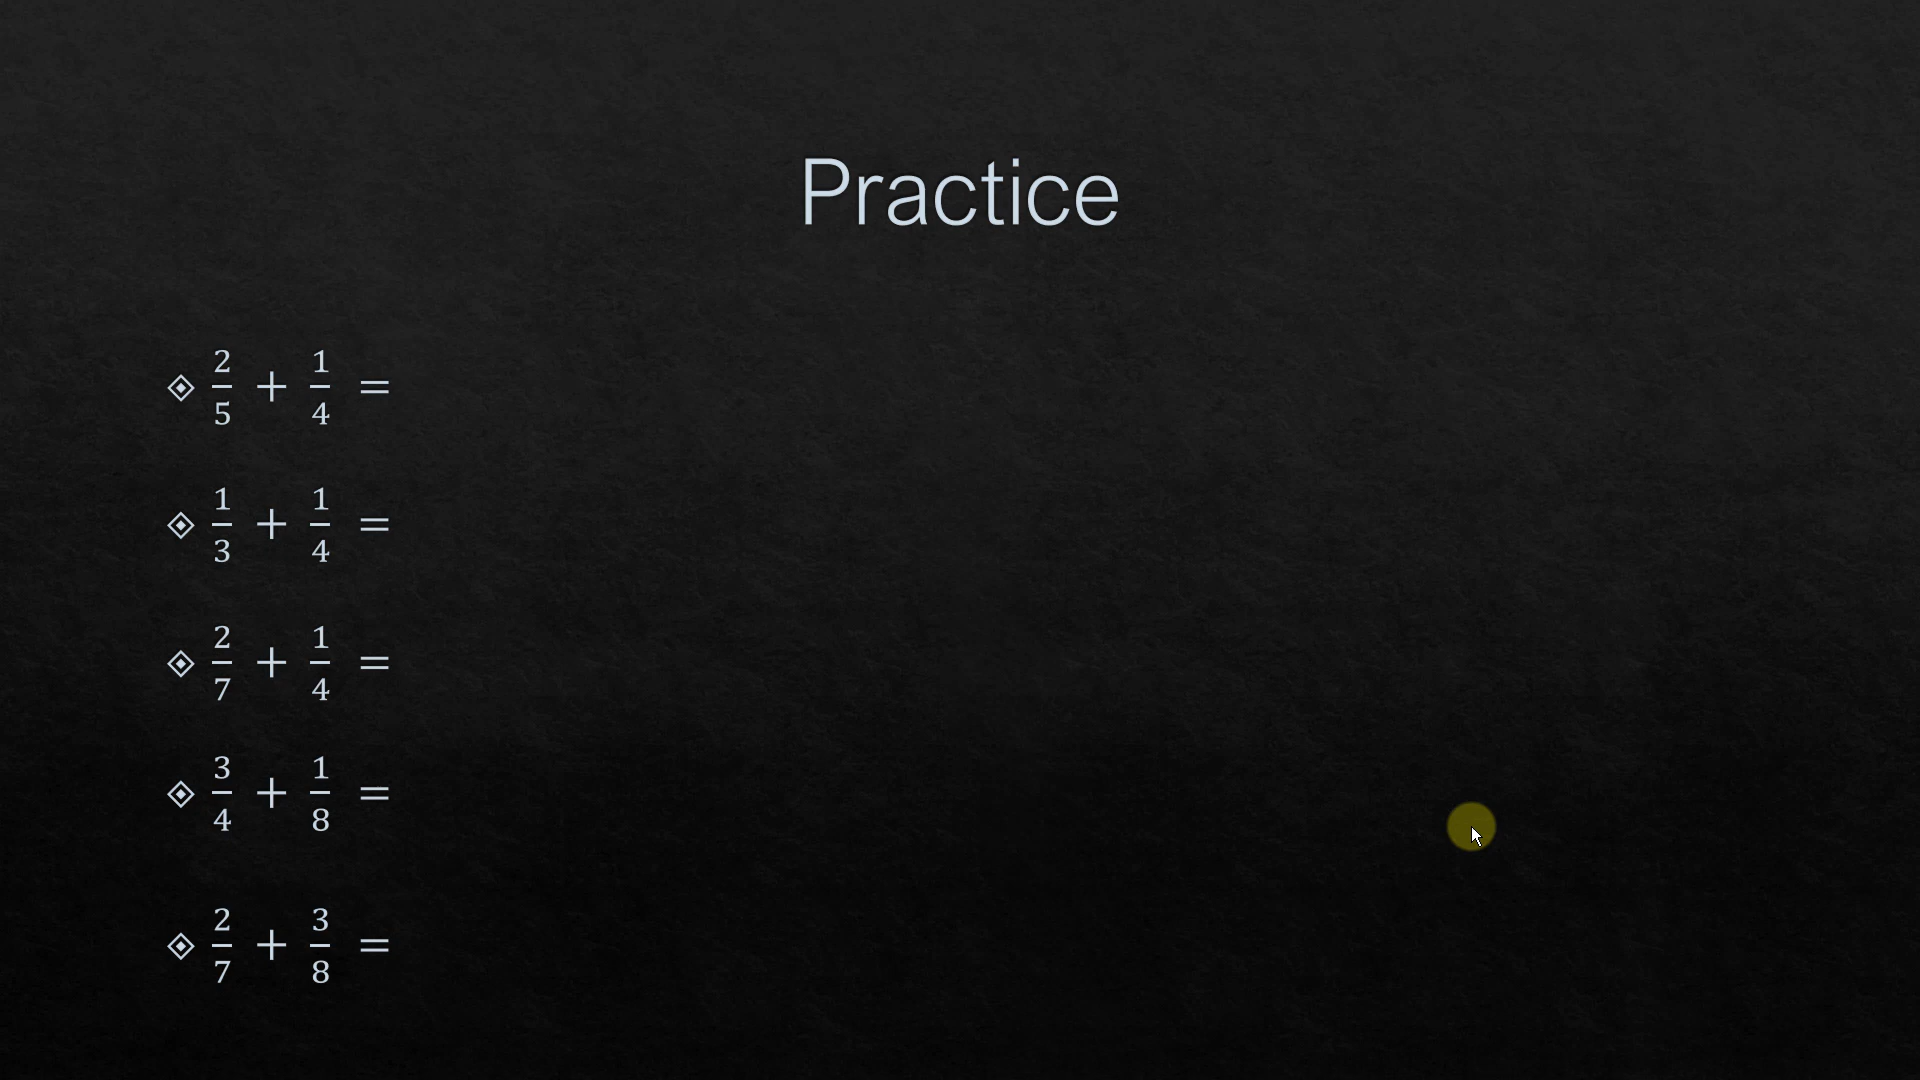 Practice
2/5 + 1/4 =
1/3 + 1/4 =
2/7 + 1/4 =
3/4 + 1/8 =
2/7 + 3/8 =